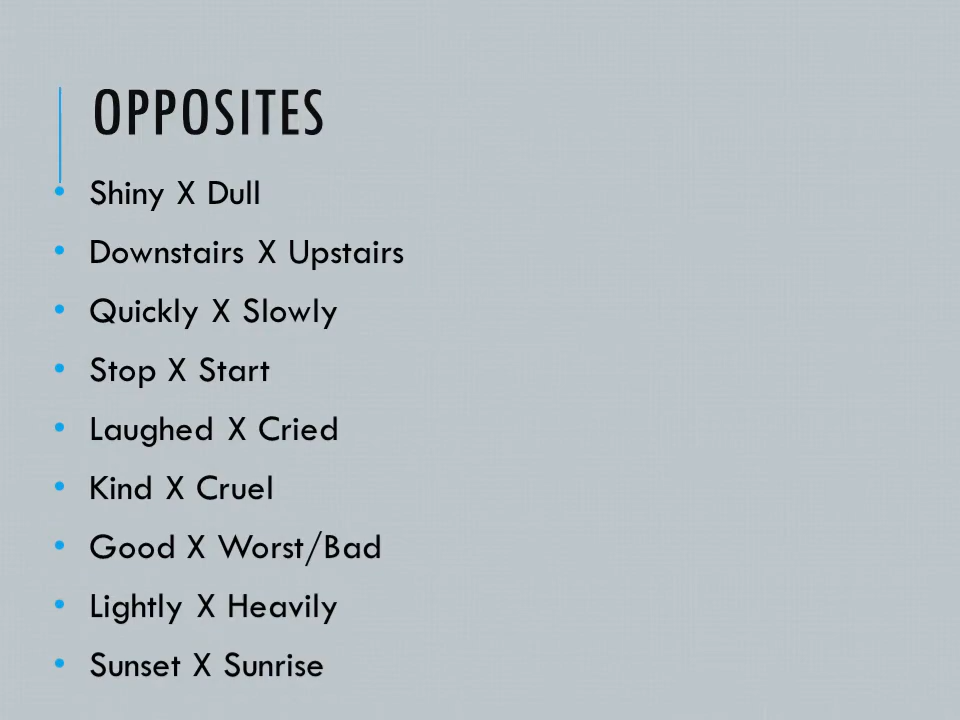 OPPOSITES
• Shiny X Dull
• Downstairs X Upstairs
• Quickly X Slowly
• Stop X Start
• Laughed X Cried
• Kind X Cruel
• Good X Worst/Bad
• Lightly X Heavily
• Sunset X Sunrise